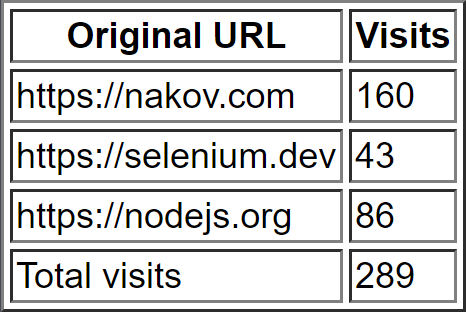 Original URL Visits
https://nakov.com 160
https://selenium.dev 43
https://nodejs.org 86
Total visits 289